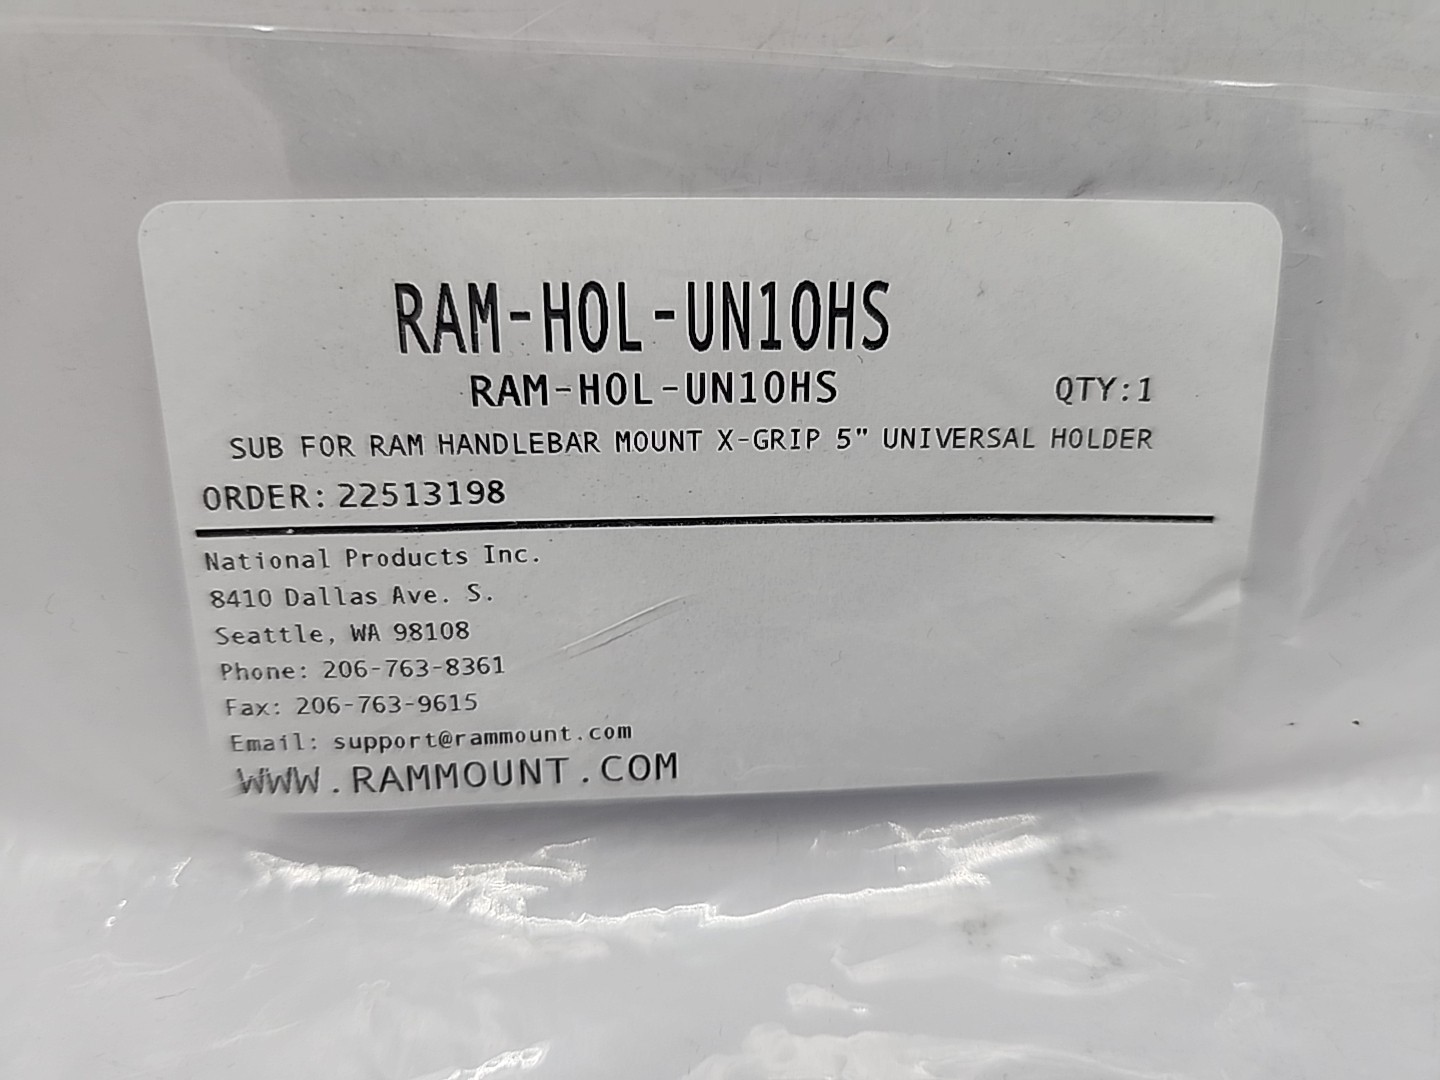 RAM-HOL-UN10HS
RAM-HOL-UN10HS QTY:1
SUB FOR RAM HANDLEBAR MOUNT X-GRIP 5" UNIVERSAL HOLDER
ORDER: 22513198
National Products Inc.
8410 Dallas Ave. S.
Seattle, WA 98108
Phone: 206-763-8361
Fax: 206-763-9615
Email: support@rammount.com
WWW.RAMMOUNT.COM